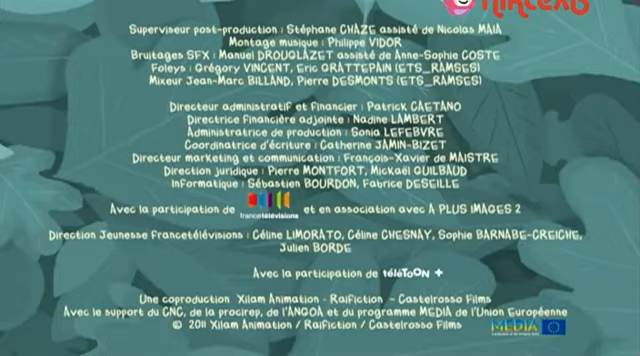 Superviseur post-production : Stéphane CHAZE assisté de Nicolas MAIA
Montage musique : Philippe VIDOR
Bruitages SFX : Manuel DROUGLAZET assisté de Anne-Sophie COSTE
Foleys : Grégory VINCENT, Eric GRATTEPAIN (ETS_RAMSES)
Mixeur Jean-Marc BILLAND, Pierre DESMONTS (ETS_RAMSES)
Directeur administratif et financier : Patrick CAETANO
Directrice Financière adjointe : Nadine LAMBERT
Administratrice de production : Sonia LEFEBVRE
Coordinatrice d'écriture : Catherine JAMIN-BIZET
Directeur marketing et communication : François-Xavier de MAISTRE
Direction juridique : Pierre MONTFORT, Mickaël GUILBAUD
Informatique : Sébastien BOURDON, Fabrice DESEILLE
Avec la participation de francetélévisions et en association avec A PLUS IMAGES 2
Direction Jeunesse Francetélévisions : Céline LIMORATO, Céline CHESNAY, Sophie BARNABE-CREICHE,
Julien BORDE
Avec la participation de téléTOON +
Une coproduction Xilam Animation - RaiFiction - Castelrosso Films
Avec le support du CNC, de la procirep, de l'ANGOA et du programme MEDIA de l'Union Européenne
© 2011 Xilam Animation / RaiFiction / Castelrosso Films MEDIA